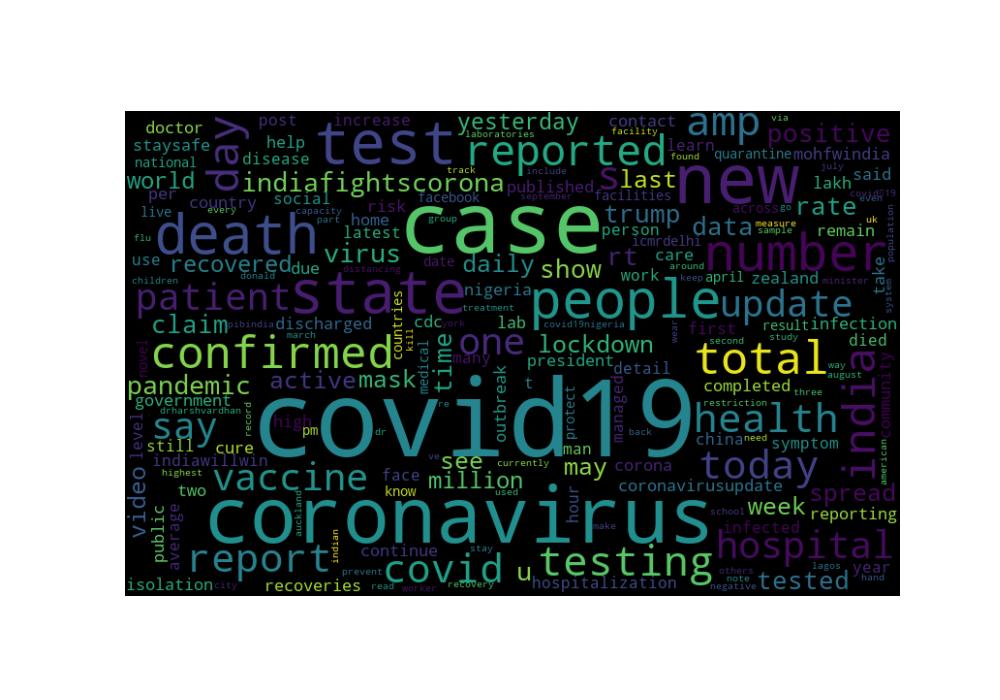 post increase
yesterday
contact
amp
via
doctor
laboratories
facility
positive
staysafe
help
day
test
reported
learn
found
national
disease
track
include
s
last
new
quarantine
mohfwindia
world
country
social
indiafightscorona
published
facilities
across
lakh
said
per
risk
facebook
september
case
trump
data
rate
covid19
even
live
every
capacity
part
home
group
person
go
july
death
latest
icmrdelhi
measure
sample
uk
remain
flu
virus
date
rt
number
use
recovered
due
distancing
daily
show
care
around
minister
population
system
take
children
donald
state
nigeria
work
april
zealand
keep
patient
treatment
people
update
claim
pibindia
discharged
countries
kill
cdc
york
lab
covid19nigeria
wear
first
result
infection
march
novel
confirmed
medical
time
one
many
lockdown
second
study
died
president
total
way
august
pandemic
active
mask
t
detail
completed
three
government
re
outbreak
protect
managed
restriction
india
community
drharshvardhan
covid19
health
level
record
say
high
pm
dr
man
back
china
need
symptom
american
still
cure
ve
see
currently
may
corona
today
indiawillwin
highest
face
video
vaccine
million
used
coronavirusupdate
two
know
spread
auckland
hour
school
week
reporting
public
average
coronavirus
make
infected
indian
report
continue
stay
testing
hospital
prevent
covid
u
others
lagos
year
isolation
city
recoveries
read
worker
recovery
hospitalization
negative
note
tested
hand